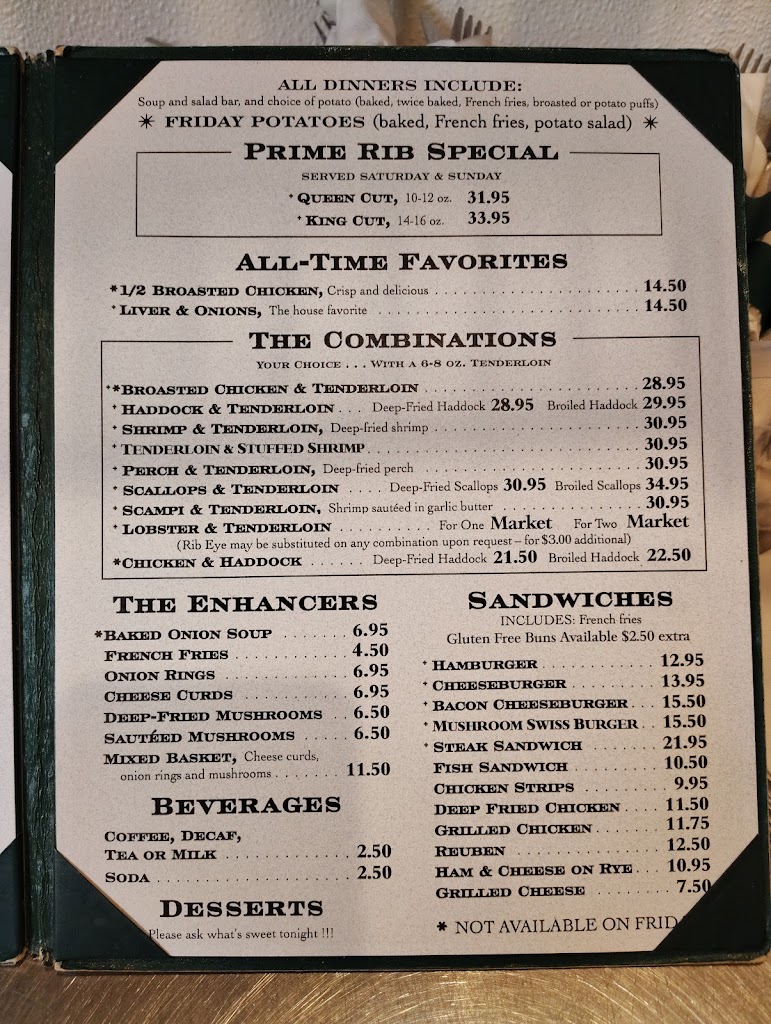 ALL DINNERS INCLUDE:
Soup and salad bar, and choice of potato (baked, twice baked, French fries, broasted or potato puffs)
✴ FRIDAY POTATOES (baked, French fries, potato salad) ✴
PRIME RIB SPECIAL
SERVED SATURDAY & SUNDAY
⁺ QUEEN CUT, 10-12 oz. 31.95
⁺ KING CUT, 14-16 oz. 33.95
ALL-TIME FAVORITES
*1/2 BROASTED CHICKEN, Crisp and delicious . . . . . . . . . . 14.50
⁺ LIVER & ONIONS, The house favorite . . . . . . . . . . 14.50
THE COMBINATIONS
YOUR CHOICE . . . WITH A 6-8 OZ. TENDERLOIN
⁺*BROASTED CHICKEN & TENDERLOIN . . . . . . . . . . 28.95
⁺ HADDOCK & TENDERLOIN . . . Deep-Fried Haddock 28.95 Broiled Haddock 29.95
⁺ SHRIMP & TENDERLOIN, Deep-fried shrimp . . . . . . . . . . 30.95
⁺ TENDERLOIN & STUFFED SHRIMP . . . . . . . . . . 30.95
⁺ PERCH & TENDERLOIN, Deep-fried perch . . . . . . . . . . 30.95
⁺ SCALLOPS & TENDERLOIN . . . . Deep-Fried Scallops 30.95 Broiled Scallops 34.95
⁺ SCAMPI & TENDERLOIN, Shrimp sautéed in garlic butter . . . . . . . . . . 30.95
⁺ LOBSTER & TENDERLOIN . . . . . . . . . . For One Market For Two Market
(Rib Eye may be substituted on any combination upon request – for $3.00 additional)
*CHICKEN & HADDOCK . . . . . . Deep-Fried Haddock 21.50 Broiled Haddock 22.50
THE ENHANCERS
*BAKED ONION SOUP . . . . . . . 6.95
FRENCH FRIES . . . . . . . . . . 4.50
ONION RINGS . . . . . . . . . . 6.95
CHEESE CURDS . . . . . . . . . . 6.95
DEEP-FRIED MUSHROOMS . . 6.50
SAUTÉED MUSHROOMS . . . . . 6.50
MIXED BASKET, Cheese curds,
onion rings and mushrooms . . . . . . . 11.50
BEVERAGES
COFFEE, DECAF,
TEA OR MILK . . . . . . . . . . 2.50
SODA . . . . . . . . . . 2.50
DESSERTS
Please ask what's sweet tonight !!!
SANDWICHES
INCLUDES: French fries
Gluten Free Buns Available $2.50 extra
⁺ HAMBURGER . . . . . . . . . . 12.95
⁺ CHEESEBURGER . . . . . . . . 13.95
⁺ BACON CHEESEBURGER . . . 15.50
⁺ MUSHROOM SWISS BURGER . . 15.50
⁺ STEAK SANDWICH . . . . . . . 21.95
FISH SANDWICH . . . . . . . . . 10.50
CHICKEN STRIPS . . . . . . . . 9.95
DEEP FRIED CHICKEN . . . . 11.50
GRILLED CHICKEN . . . . . . . 11.75
REUBEN . . . . . . . . . . 12.50
HAM & CHEESE ON RYE . . . 10.95
GRILLED CHEESE . . . . . . . . 7.50
* NOT AVAILABLE ON FRID